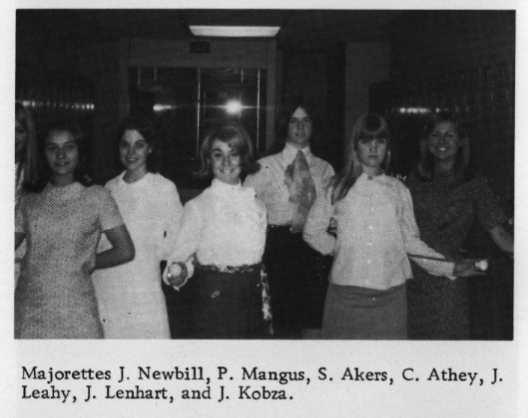 Majorettes J. Newbill, P. Mangus, S. Akers, C. Athey, J.
Leahy, J. Lenhart, and J. Kobza.